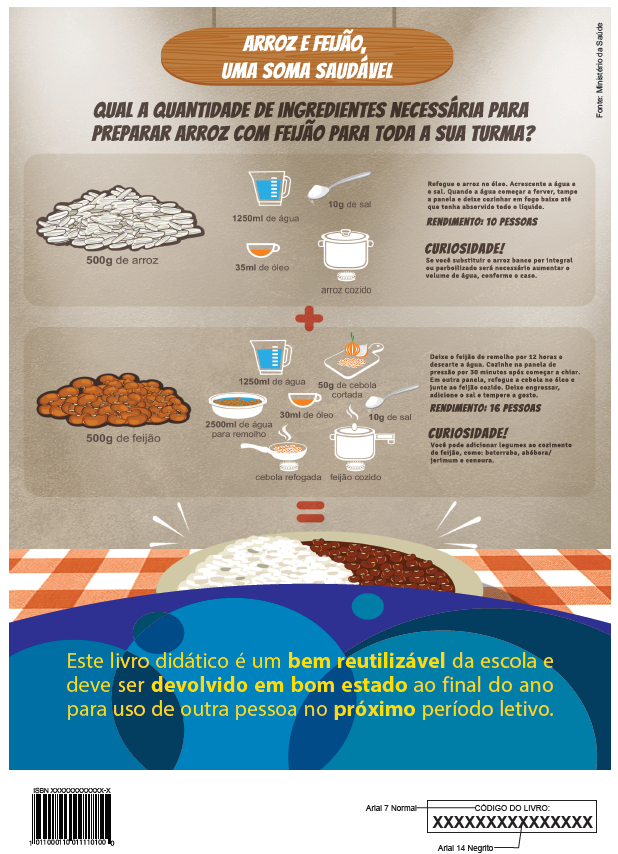 ARROZ E FEIJÃO,
UMA SOMA SAUDÁVEL
Fonte: Ministério da Saúde
QUAL A QUANTIDADE DE INGREDIENTES NECESSÁRIA PARA
PREPARAR ARROZ COM FEIJÃO PARA TODA A SUA TURMA?
500g de arroz
1250ml de água
10g de sal
35ml de óleo
arroz cozido
Refogue o arroz no óleo. Acrescente a água e
o sal. Quando a água começar a ferver, tampe
a panela e deixe cozinhar em fogo baixo até
que tenha absorvido todo o líquido.
RENDIMENTO: 10 PESSOAS
CURIOSIDADE!
Se você substituir o arroz banco por integral
ou parboilizado será necessário aumentar o
volume de água, conforme o caso.
+
500g de feijão
1250ml de água
50g de cebola
cortada
2500ml de água
para remolho
30ml de óleo
10g de sal
cebola refogada
feijão cozido
Deixe o feijão de remolho por 12 horas e
descarte a água. Cozinhe na panela de
pressão por 30 minutos após começar a chiar.
Em outra panela, refogue a cebola no óleo e
junte ao feijão cozido. Deixe engrossar,
adicione o sal e tempere a gosto.
RENDIMENTO: 16 PESSOAS
CURIOSIDADE!
Você pode adicionar legumes ao cozimento
do feijão, como: beterraba, abóbora/
jerimum e cenoura.
=
Este livro didático é um bem reutilizável da escola e
deve ser devolvido em bom estado ao final do ano
para uso de outra pessoa no próximo período letivo.
ISBN XXXXXXXXXXXX-X
1 011000110 011110100 0
Arial 7 Normal
CÓDIGO DO LIVRO:
XXXXXXXXXXXXXXX
Arial 14 Negrito